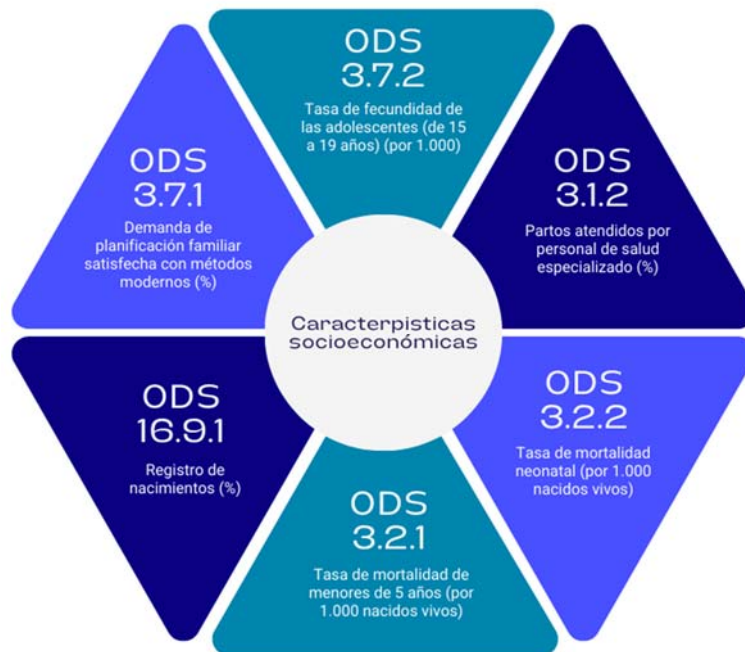 ODS
3.7.2
Tasa de fecundidad de
las adolescentes (de 15
a 19 años) (por 1.000)
ODS
3.1.2
Partos atendidos por
personal de salud
especializado (%)
ODS
3.2.2
Tasa de mortalidad
neonatal (por 1.000
nacidos vivos)
ODS
3.2.1
Tasa de mortalidad de
menores de 5 años (por
1.000 nacidos vivos)
ODS
16.9.1
Registro de
nacimientos (%)
ODS
3.7.1
Demanda de
planificación familiar
satisfecha con métodos
modernos (%)
Caracterpisticas
socioeconómicas